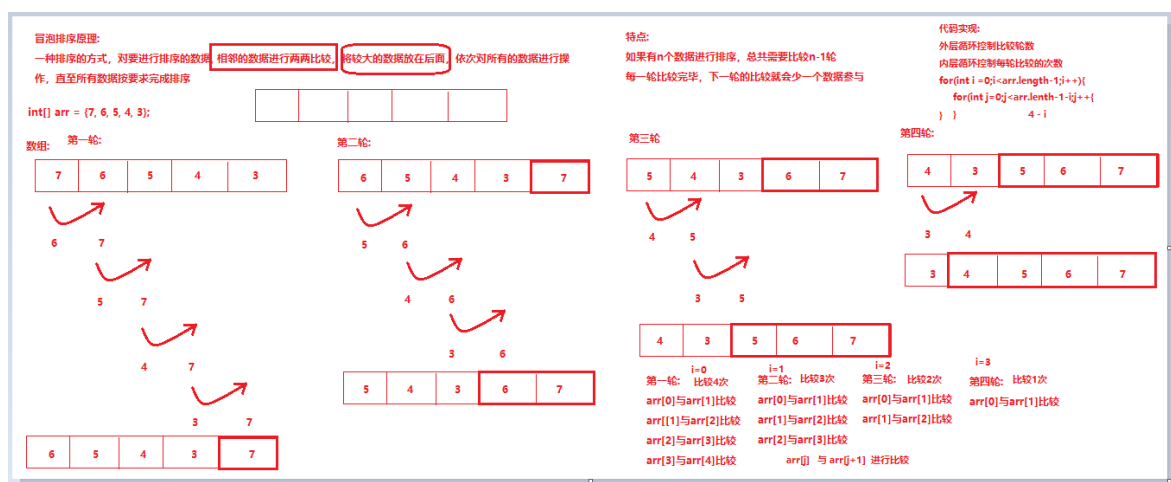 冒泡排序原理:
一种排序的方式，对要进行排序的数据，相邻的数据进行两两比较，将较大的数据放在后面，依次对所有的数据进行操
作，直至所有数据按要求完成排序
int[] arr = {7, 6, 5, 4, 3};
数组:
第一轮:
7 6 5 4 3
6 7
5 7
4 7
3 7
6 5 4 3 7
第二轮:
6 5 4 3 7
5 6
4 6
3 6
5 4 3 6 7
特点:
如果有n个数据进行排序，总共需要比较n-1轮
每一轮比较完毕，下一轮的比较就会少一个数据参与
第三轮
5 4 3 6 7
4 5
3 5
4 3 5 6 7
代码实现:
外层循环控制比较轮数
内层循环控制每轮比较的次数
for(int i =0;i<arr.length-1;i++){
for(int j=0;j<arr.lenth-1-i;j++{
} } 4 - i
第四轮:
4 3 5 6 7
3 4
3 4 5 6 7
i=0
第一轮: 比较4次
arr[0]与arr[1]比较
arr[[1]与arr[2]比较
arr[2]与arr[3]比较
arr[3]与arr[4]比较
i=1
第二轮: 比较3次
arr[0]与arr[1]比较
arr[1]与arr[2]比较
arr[2]与arr[3]比较
i=2
第三轮: 比较2次
arr[0]与arr[1]比较
arr[1]与arr[2]比较
i=3
第四轮: 比较1次
arr[0]与arr[1]比较
arr[j] 与 arr[j+1] 进行比较